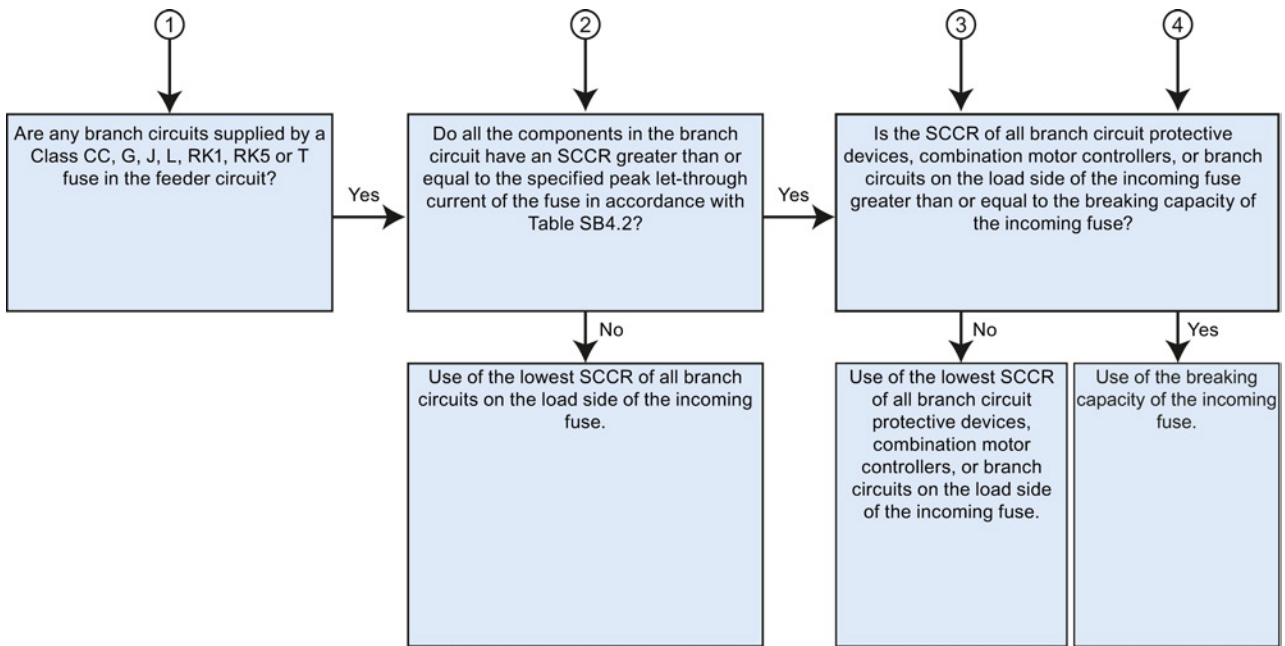 1
2
3
4
Are any branch circuits supplied by a
Class CC, G, J, L, RK1, RK5 or T
fuse in the feeder circuit?
Yes
Do all the components in the branch
circuit have an SCCR greater than or
equal to the specified peak let-through
current of the fuse in accordance with
Table SB4.2?
Yes
Is the SCCR of all branch circuit protective
devices, combination motor controllers, or branch
circuits on the load side of the incoming fuse
greater than or equal to the breaking capacity of
the incoming fuse?
No
No
Yes
Use of the lowest SCCR of all branch
circuits on the load side of the incoming
fuse.
Use of the lowest SCCR
of all branch circuit
protective devices,
combination motor
controllers, or branch
circuits on the load side
of the incoming fuse.
Use of the breaking
capacity of the incoming
fuse.